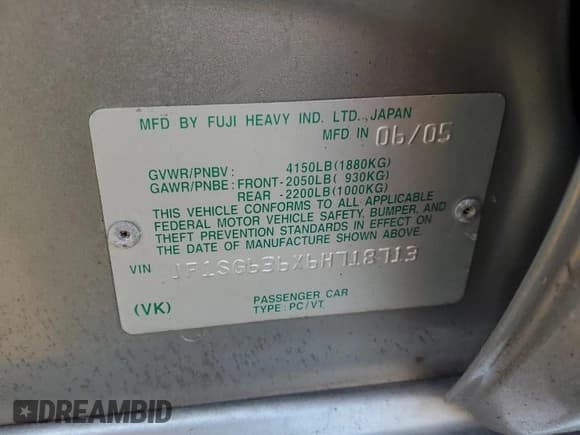 MFD BY FUJI HEAVY IND. LTD.,JAPAN
MFD IN 06/05
GVWR/PNBV: 4150LB(1880KG)
GAWR/PNBE: FRONT-2050LB( 930KG)
REAR -2200LB(1000KG)
THIS VEHICLE CONFORMS TO ALL APPLICABLE
FEDERAL MOTOR VEHICLE SAFETY, BUMPER, AND
THEFT PREVENTION STANDARDS IN EFFECT ON
THE DATE OF MANUFACTURE SHOWN ABOVE.
VIN JF1SG636X6H718713
PASSENGER CAR
(VK) TYPE:PC/VT
DREAMBID